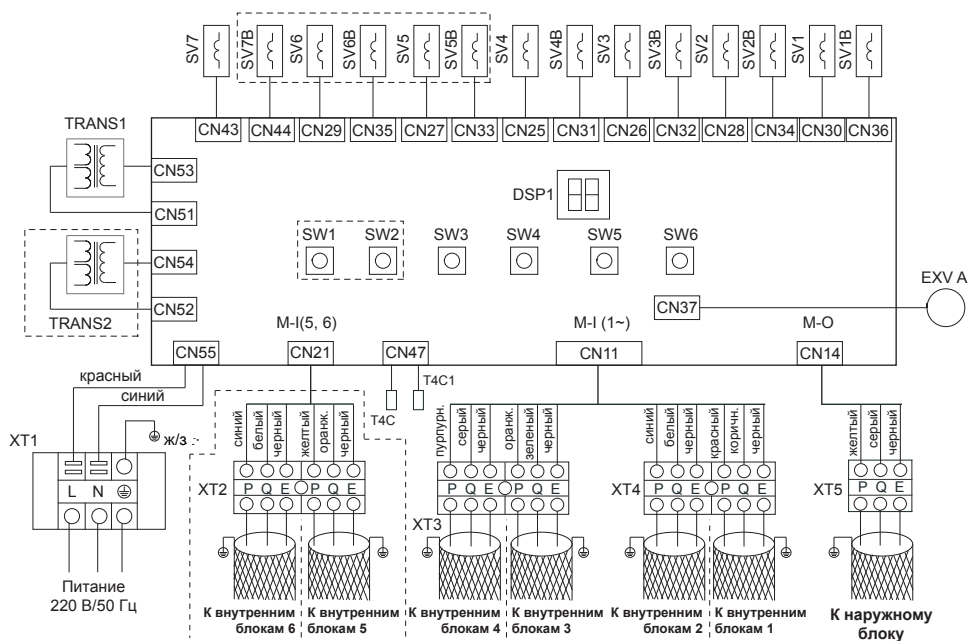 SV7 SV7B SV6 SV6B SV5 SV5B SV4 SV4B SV3 SV3B SV2 SV2B SV1 SV1B
CN43 CN44 CN29 CN35 CN27 CN33 CN25 CN31 CN26 CN32 CN28 CN34 CN30 CN36
TRANS1
CN53
CN51
CN54
CN52
TRANS2
DSP1
SW1 SW2 SW3 SW4 SW5 SW6
CN37
EXV A
M-I(5, 6) M-I (1~) M-O
CN55 CN21 CN47 CN11 CN14
красный
синий
T4C1
T4C
XT1
ж/з
L N
Питание
220 В/50 Гц
синий белый черный желтый оранж. черный
XT2 P Q E P Q E
пурпурн. серый черный оранж. зеленый черный
P Q E P Q E
XT3
синий белый черный красный коричн. черный
XT4 P Q E P Q E
желтый серый черный
XT5 P Q E
К внутренним
блокам 6
К внутренним
блокам 5
К внутренним
блокам 4
К внутренним
блокам 3
К внутренним
блокам 2
К внутренним
блокам 1
К наружному
блоку